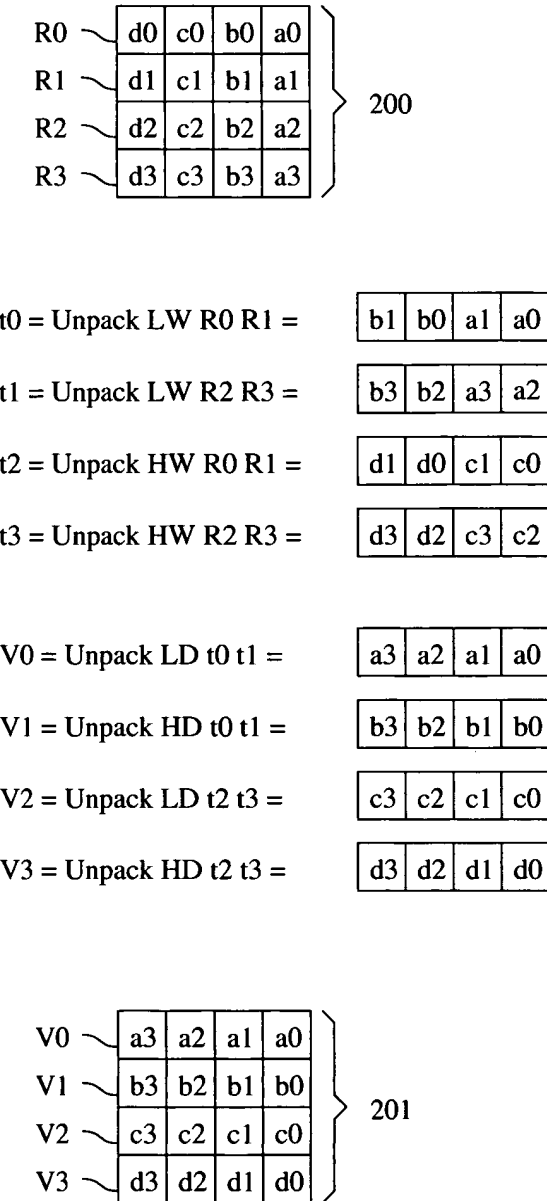 R0 d0 c0 b0 a0
R1 d1 c1 b1 a1
200
R2 d2 c2 b2 a2
R3 d3 c3 b3 a3
t0 = Unpack LW R0 R1 = b1 b0 a1 a0
t1 = Unpack LW R2 R3 = b3 b2 a3 a2
t2 = Unpack HW R0 R1 = d1 d0 c1 c0
t3 = Unpack HW R2 R3 = d3 d2 c3 c2
V0 = Unpack LD t0 t1 = a3 a2 a1 a0
V1 = Unpack HD t0 t1 = b3 b2 b1 b0
V2 = Unpack LD t2 t3 = c3 c2 c1 c0
V3 = Unpack HD t2 t3 = d3 d2 d1 d0
V0 a3 a2 a1 a0
V1 b3 b2 b1 b0
201
V2 c3 c2 c1 c0
V3 d3 d2 d1 d0